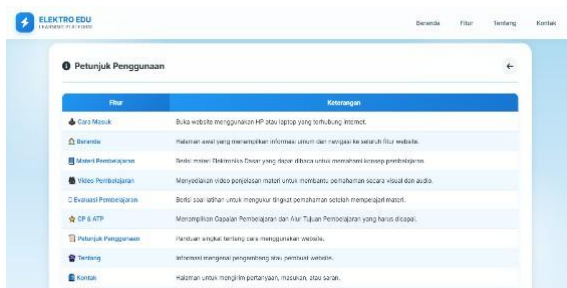 ELEKTRO EDU
LEARNING PLATFORM
Beranda Fitur Tentang Kontak
Petunjuk Penggunaan
Fitur Keterangan
Cara Masuk Buka website menggunakan HP atau laptop yang terhubung internet.
Beranda Halaman awal yang menampilkan informasi umum dan navigasi ke seluruh fitur website.
Materi Pembelajaran Berisi materi Elektronika Dasar yang dapat dibaca untuk memahami konsep pembelajaran.
Video Pembelajaran Menyediakan video penjelasan materi untuk membantu pemahaman secara visual dan audio.
Evaluasi Pembelajaran Berisi soal latihan untuk mengukur tingkat pemahaman setelah mempelajari materi.
CP & ATP Menampilkan Capaian Pembelajaran dan Alur Tujuan Pembelajaran yang harus dicapai.
Petunjuk Penggunaan Panduan singkat tentang cara menggunakan website.
Tentang Informasi mengenai pengembang atau pembuat website.
Kontak Halaman untuk mengirim pertanyaan, masukan, atau saran.